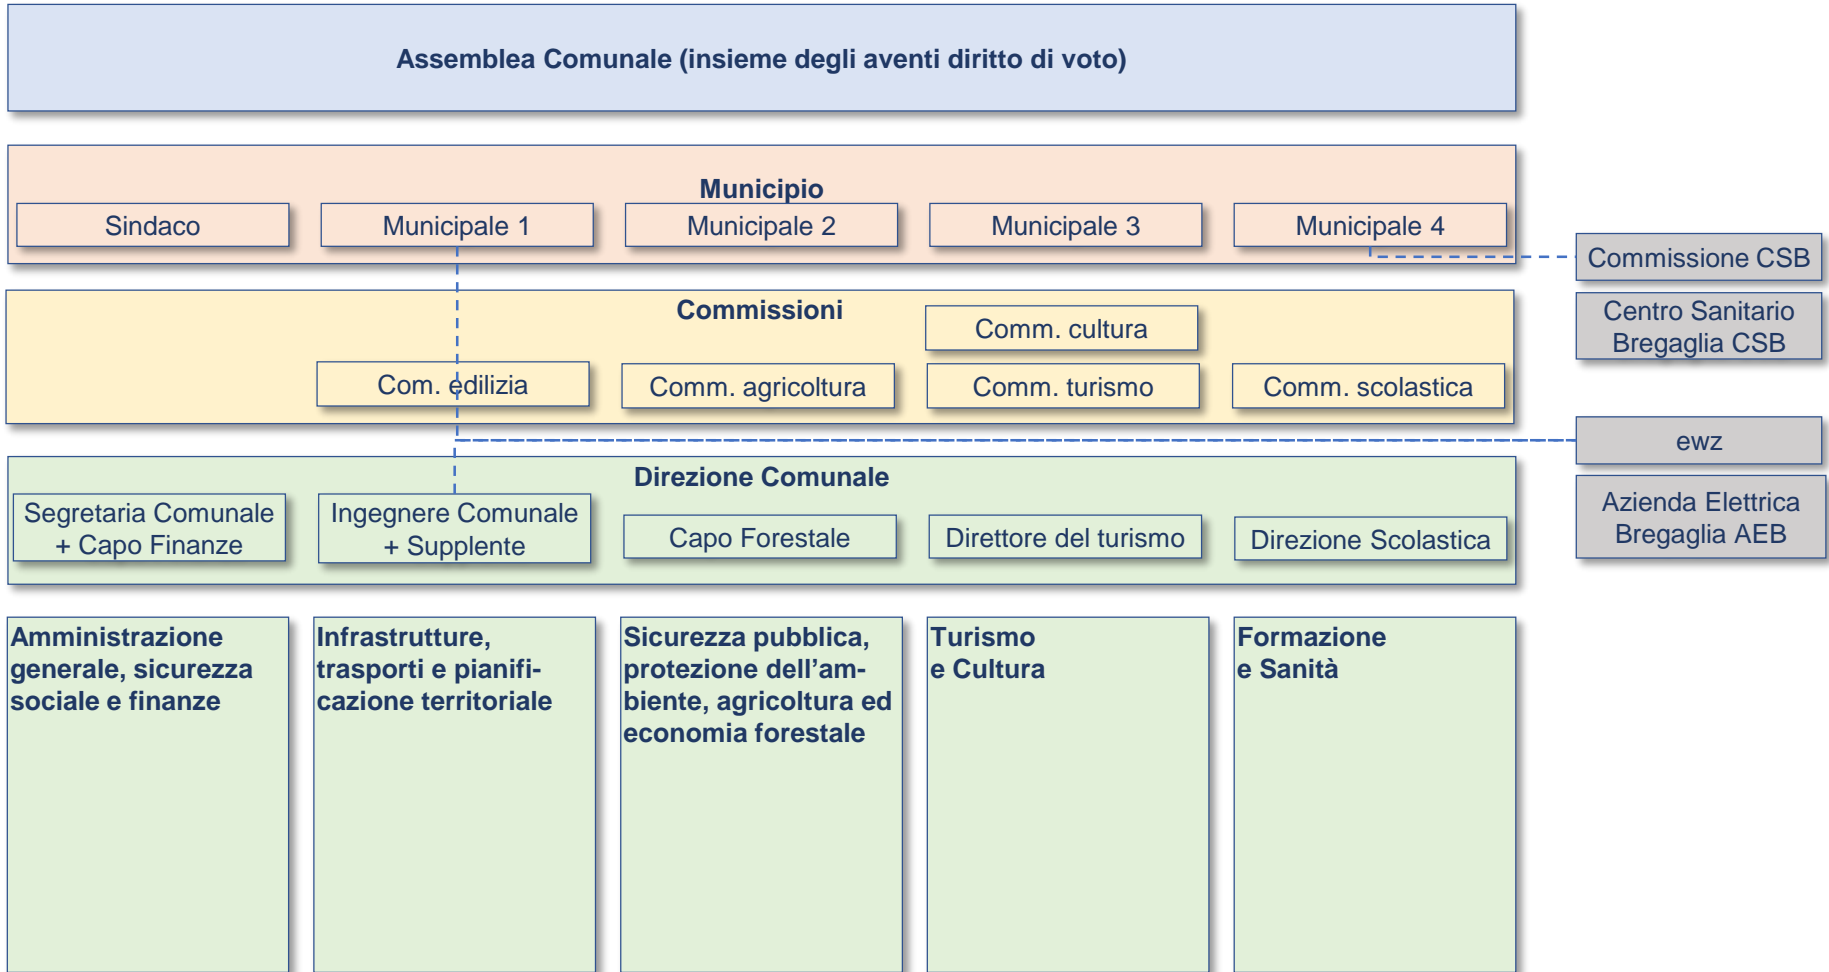 Assemblea Comunale (insieme degli aventi diritto di voto)
Municipio
Sindaco
Municipale 1
Municipale 2
Municipale 3
Municipale 4
Commissione CSB
Centro Sanitario
Bregaglia CSB
Commissioni
Comm. cultura
Com. edilizia
Comm. agricoltura
Comm. turismo
Comm. scolastica
ewz
Azienda Elettrica
Bregaglia AEB
Direzione Comunale
Segretaria Comunale
+ Capo Finanze
Ingegnere Comunale
+ Supplente
Capo Forestale
Direttore del turismo
Direzione Scolastica
Amministrazione
generale, sicurezza
sociale e finanze
Infrastrutture,
trasporti e pianifi-
cazione territoriale
Sicurezza pubblica,
protezione dell’am-
biente, agricoltura ed
economia forestale
Turismo
e Cultura
Formazione
e Sanità